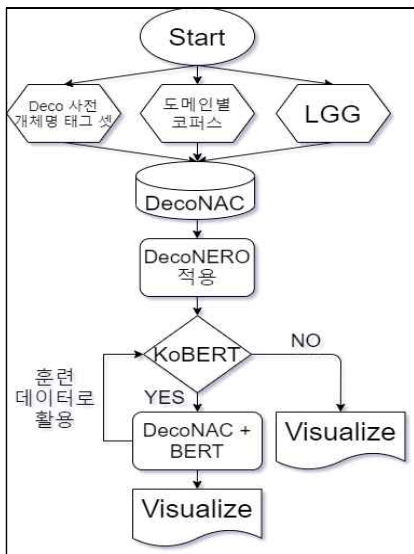 Start
Deco 사전
개체명 태그 셋
도메인별
코퍼스
LGG
DecoNAC
DecoNERO
적용
KoBERT
NO
YES
훈련
데이터로
활용
DecoNAC +
BERT
Visualize
Visualize